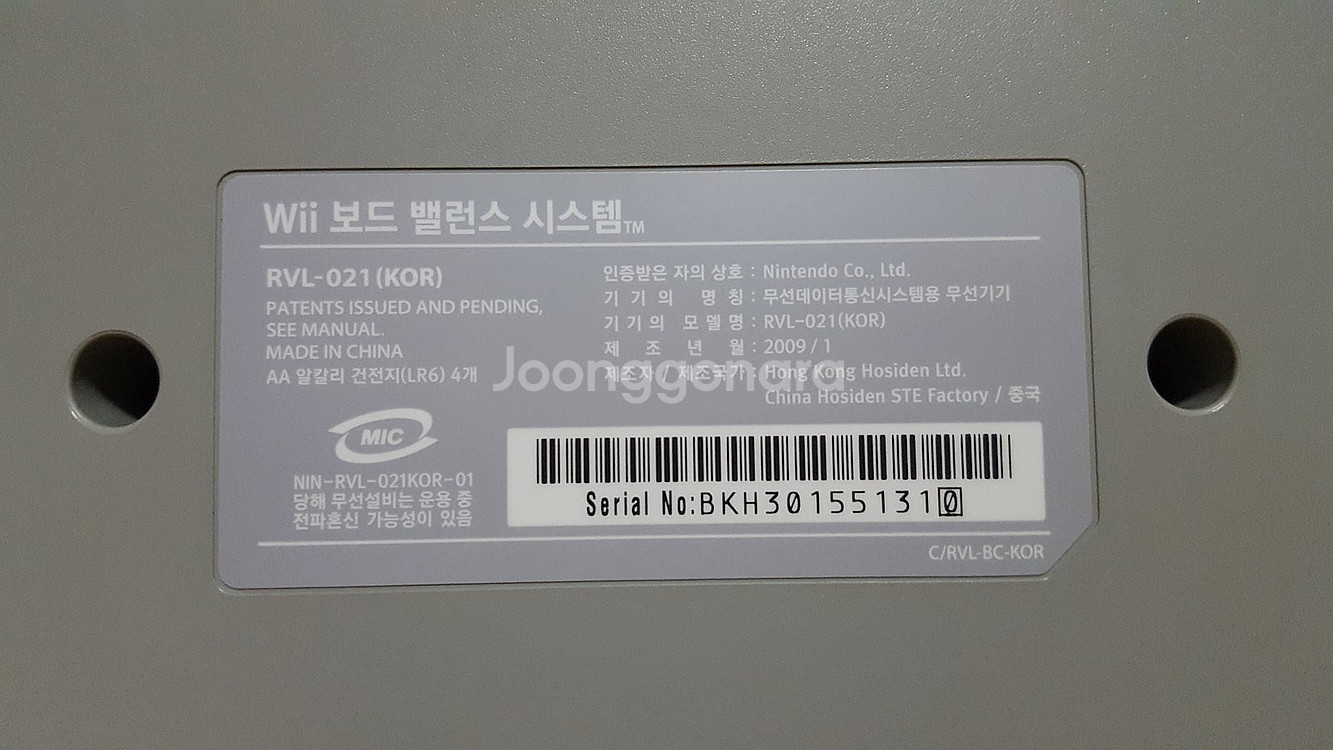 Wii 보드 밸런스 시스템™
RVL-021(KOR)
PATENTS ISSUED AND PENDING,
SEE MANUAL.
MADE IN CHINA
AA 알칼리 건전지(LR6) 4개
인증받은 자의 상호 : Nintendo Co., Ltd.
기기의 명칭 : 무선데이터통신시스템용 무선기기
기기의 모델명 : RVL-021(KOR)
제조년월 : 2009 / 1
제조자 / 제조국가 : Hong Kong Hosiden Ltd.
China Hosiden STE Factory / 중국
Joonggonara
MIC
NIN-RVL-021KOR-01
당해 무선설비는 운용 중
전파혼신 가능성이 있음
Serial No:BKH301551310
C/RVL-BC-KOR